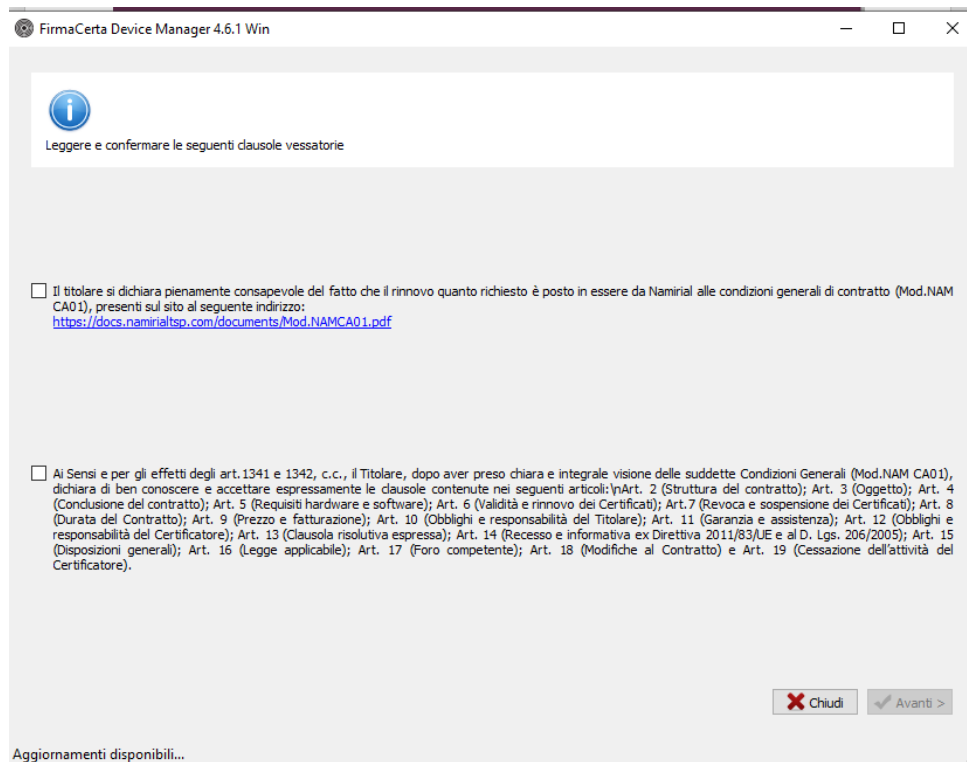 FirmaCerta Device Manager 4.6.1 Win
Leggere e confermare le seguenti clausole vessatorie
Il titolare si dichiara pienamente consapevole del fatto che il rinnovo quanto richiesto è posto in essere da Namirial alle condizioni generali di contratto (Mod.NAM
CA01), presenti sul sito al seguente indirizzo:
https://docs.namirialtsp.com/documents/Mod.NAMCA01.pdf
Ai Sensi e per gli effetti degli art.1341 e 1342, c.c., il Titolare, dopo aver preso chiara e integrale visione delle suddette Condizioni Generali (Mod.NAM CA01),
dichiara di ben conoscere e accettare espressamente le clausole contenute nei seguenti articoli:\nArt. 2 (Struttura del contratto); Art. 3 (Oggetto); Art. 4
(Conclusione del contratto); Art. 5 (Requisiti hardware e software); Art. 6 (Validità e rinnovo dei Certificati); Art.7 (Revoca e sospensione dei Certificati); Art. 8
(Durata del Contratto); Art. 9 (Prezzo e fatturazione); Art. 10 (Obblighi e responsabilità del Titolare); Art. 11 (Garanzia e assistenza); Art. 12 (Obblighi e
responsabilità del Certificatore); Art. 13 (Clausola risolutiva espressa); Art. 14 (Recesso e informativa ex Direttiva 2011/83/UE e al D. Lgs. 206/2005); Art. 15
(Disposizioni generali); Art. 16 (Legge applicabile); Art. 17 (Foro competente); Art. 18 (Modifiche al Contratto) e Art. 19 (Cessazione dell'attività del
Certificatore).
Chiudi
Avanti >
Aggiornamenti disponibili...